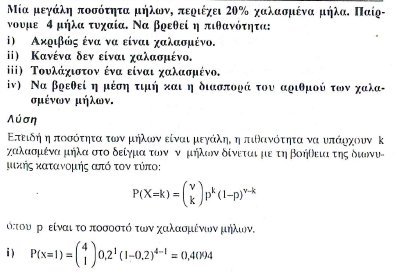 Μία μεγάλη ποσότητα μήλων, περιέχει 20% χαλασμένα μήλα. Παίρ-
νουμε 4 μήλα τυχαία. Να βρεθεί η πιθανότητα:
i) Ακριβώς ένα να είναι χαλασμένο.
ii) Κανένα δεν είναι χαλασμένο.
iii) Τουλάχιστον ένα είναι χαλασμένο.
iv) Να βρεθεί η μέση τιμή και η διασπορά του αριθμού των χαλα-
σμένων μήλων.
Λύση
Επειδή η ποσότητα των μήλων είναι μεγάλη, η πιθανότητα να υπάρχουν k
χαλασμένα μήλα στο δείγμα των ν μήλων δίνεται με τη βοήθεια της διωνυ-
μικής κατανομής από τον τύπο:
P(X=k) = (ν k) p^k (1-p)^{ν-k}
όπου p είναι το ποσοστό των χαλασμένων μήλων.
i) P(x=1) = (4 1) 0,2^1 (1-0,2)^{4-1} = 0,4094